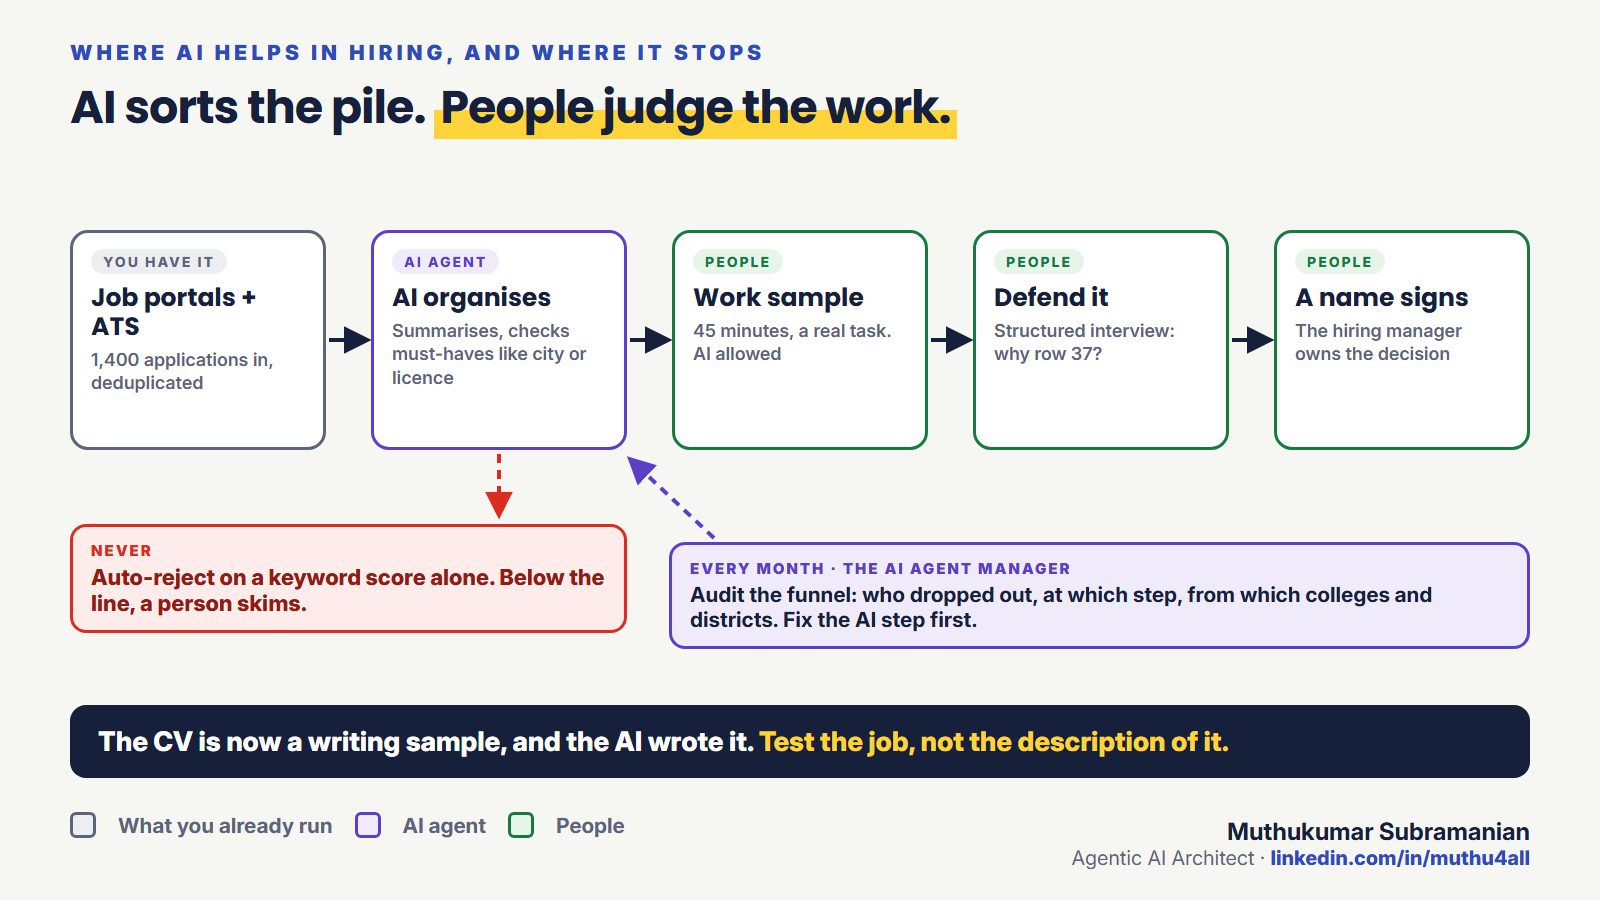 WHERE AI HELPS IN HIRING, AND WHERE IT STOPS
AI sorts the pile. People judge the work.
YOU HAVE IT
Job portals +
ATS
1,400 applications in,
deduplicated
AI AGENT
AI organises
Summarises, checks
must-haves like city or
licence
PEOPLE
Work sample
45 minutes, a real task.
AI allowed
PEOPLE
Defend it
Structured interview:
why row 37?
PEOPLE
A name signs
The hiring manager
owns the decision
NEVER
Auto-reject on a keyword score alone. Below the
line, a person skims.
EVERY MONTH · THE AI AGENT MANAGER
Audit the funnel: who dropped out, at which step, from which colleges and
districts. Fix the AI step first.
The CV is now a writing sample, and the AI wrote it. Test the job, not the description of it.
What you already run
AI agent
People
Muthukumar Subramanian
Agentic AI Architect · linkedin.com/in/muthu4all